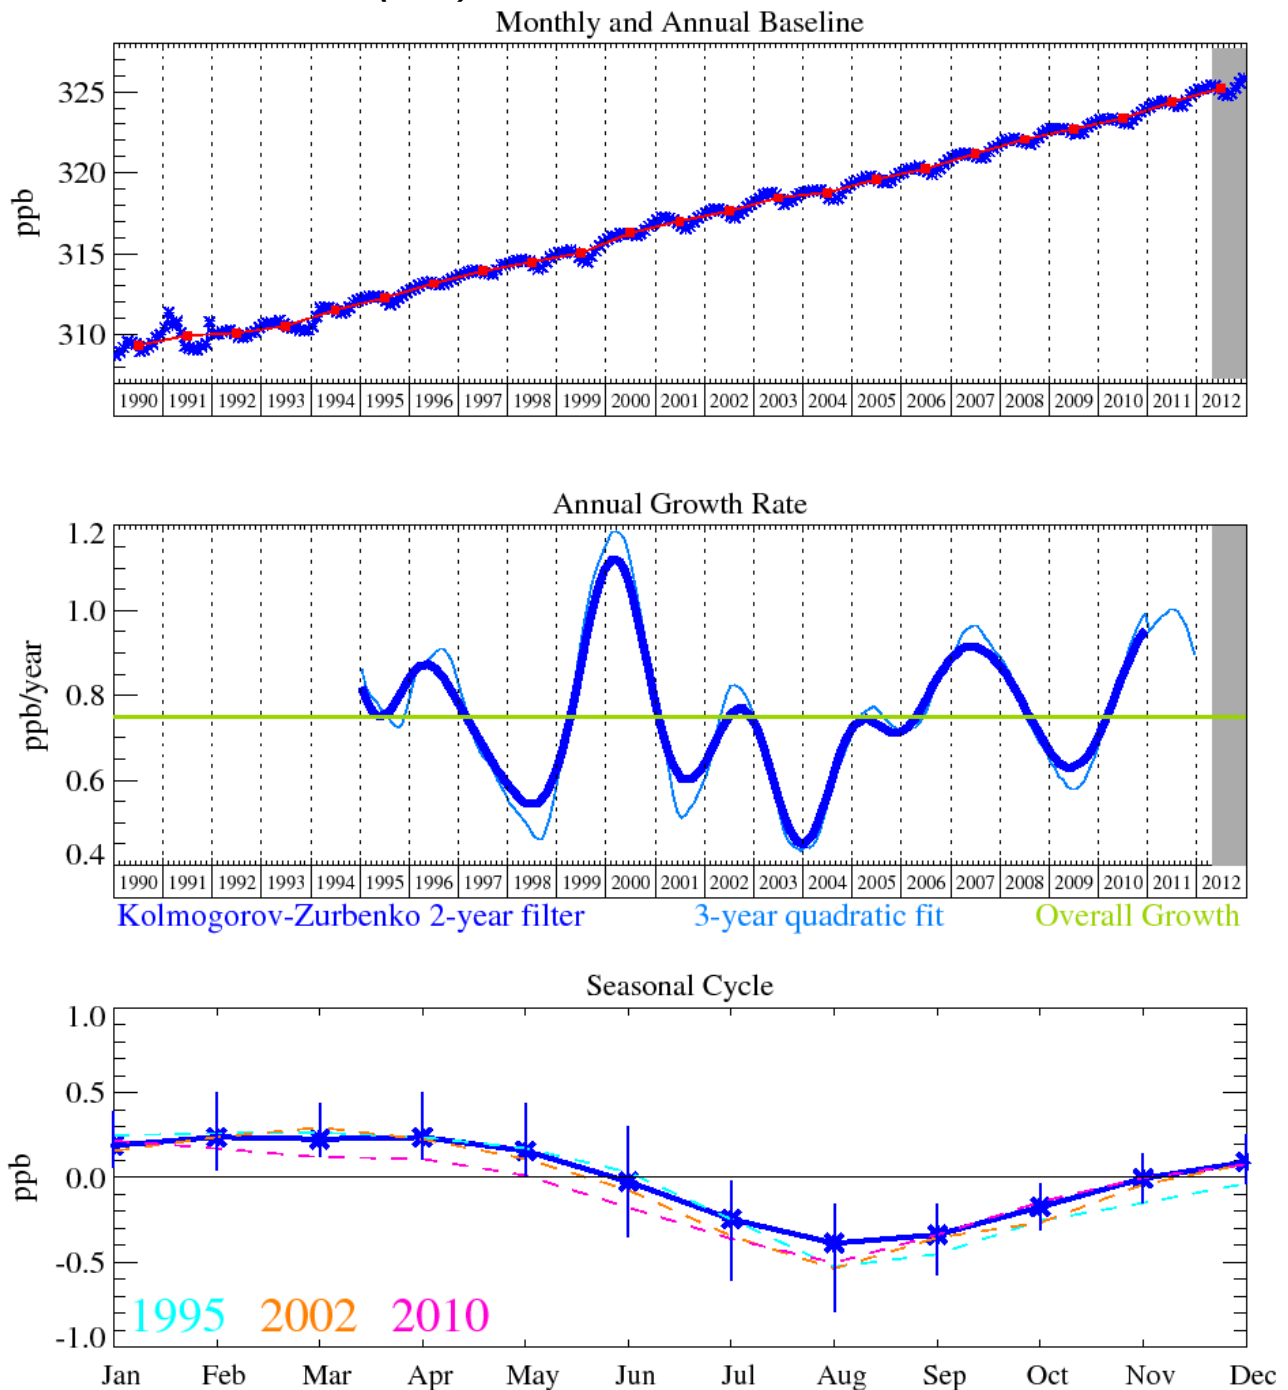 Monthly and Annual Baseline
325
320
315
310
ppb
1990 1991 1992 1993 1994 1995 1996 1997 1998 1999 2000 2001 2002 2003 2004 2005 2006 2007 2008 2009 2010 2011 2012
Annual Growth Rate
1.2
1.0
0.8
0.6
0.4
ppb/year
1990 1991 1992 1993 1994 1995 1996 1997 1998 1999 2000 2001 2002 2003 2004 2005 2006 2007 2008 2009 2010 2011 2012
Kolmogorov-Zurbenko 2-year filter 3-year quadratic fit Overall Growth
Seasonal Cycle
1.0
0.5
0.0
-0.5
-1.0
ppb
1995 2002 2010
Jan Feb Mar Apr May Jun Jul Aug Sep Oct Nov Dec